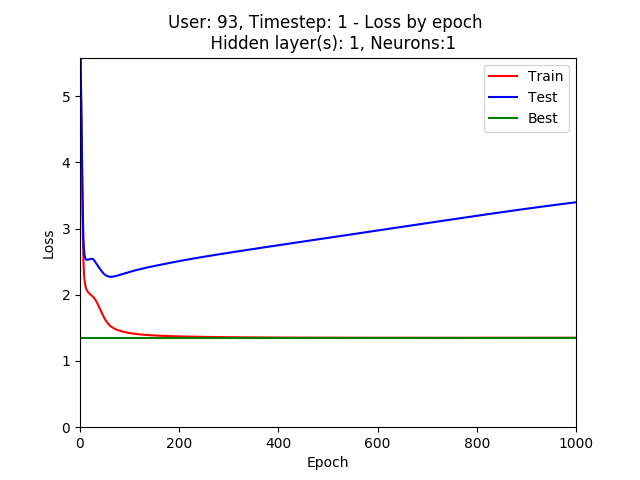 User: 93, Timestep: 1 - Loss by epoch
Hidden layer(s): 1, Neurons:1
Train
Test
Best
5
4
3
2
1
0
Loss
0 200 400 600 800 1000
Epoch